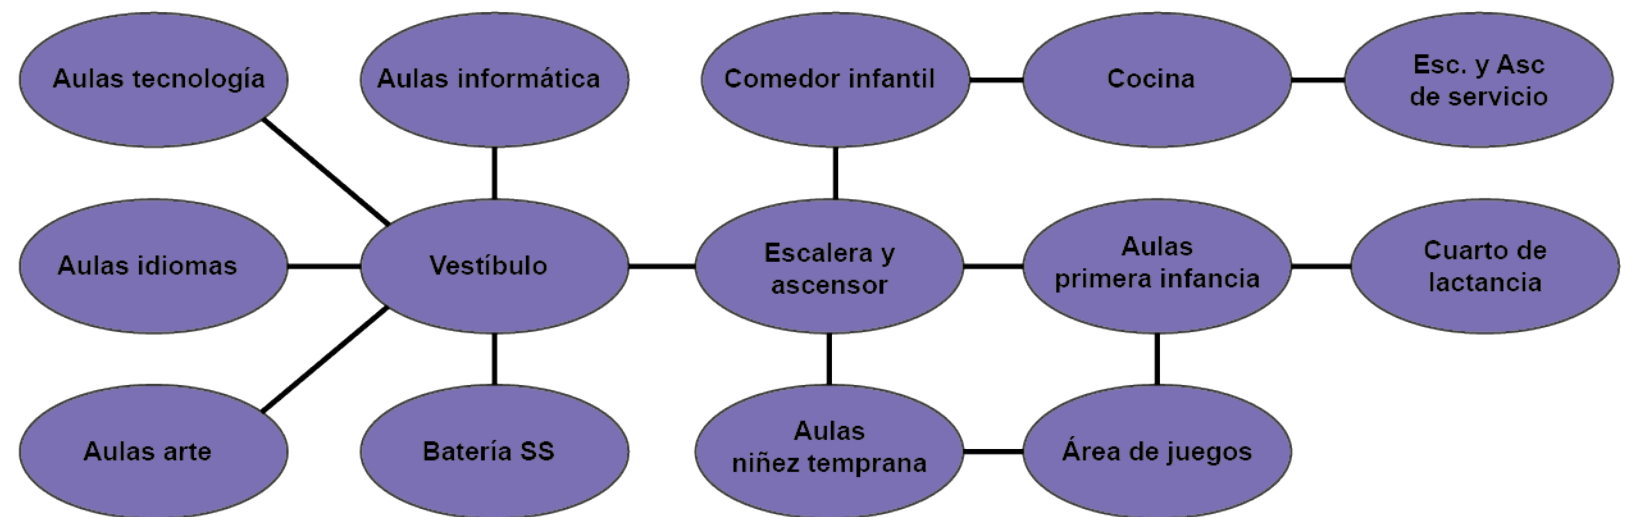 Aulas tecnología
Aulas informática
Comedor infantil
Cocina
Esc. y Asc
de servicio
Aulas idiomas
Vestíbulo
Escalera y
ascensor
Aulas
primera infancia
Cuarto de
lactancia
Aulas arte
Batería SS
Aulas
niñez temprana
Área de juegos